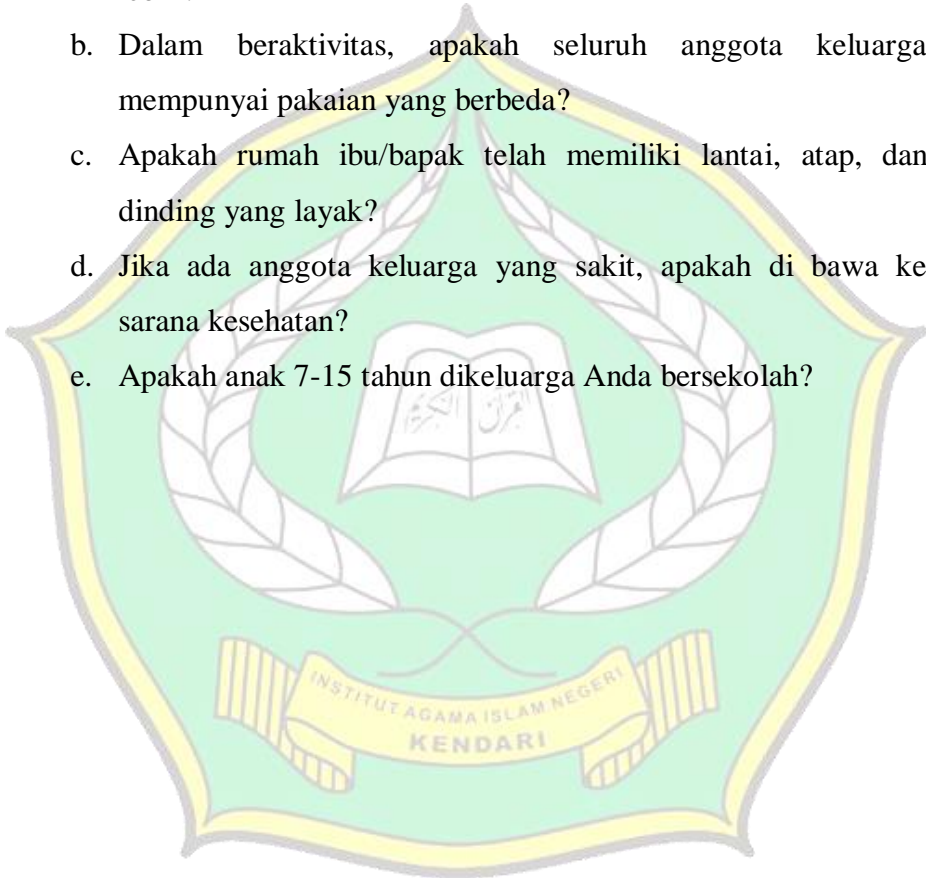 b. Dalam beraktivitas, apakah seluruh anggota keluarga
mempunyai pakaian yang berbeda?
c. Apakah rumah ibu/bapak telah memiliki lantai, atap, dan
dinding yang layak?
d. Jika ada anggota keluarga yang sakit, apakah di bawa ke
sarana kesehatan?
e. Apakah anak 7-15 tahun dikeluarga Anda bersekolah?
القرآن الكريم
INSTITUT AGAMA ISLAM NEGERI
KENDARI